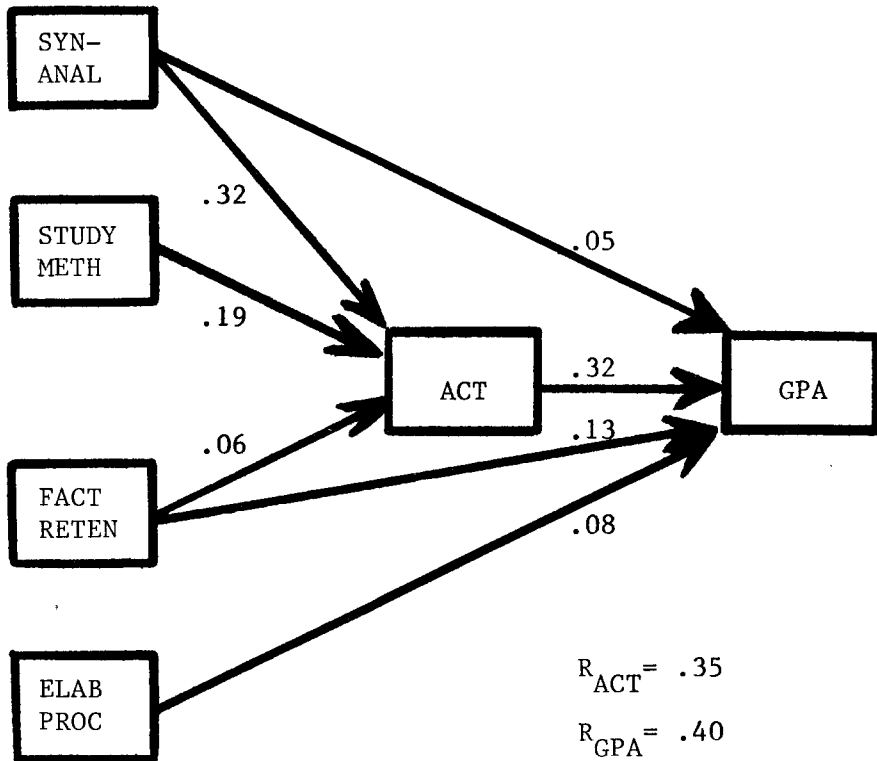 SYN-
ANAL
.32
.05
STUDY
METH
.19
ACT
.32
GPA
.06
.13
FACT
RETEN
.08
ELAB
PROC
R_ACT= .35
R_GPA= .40